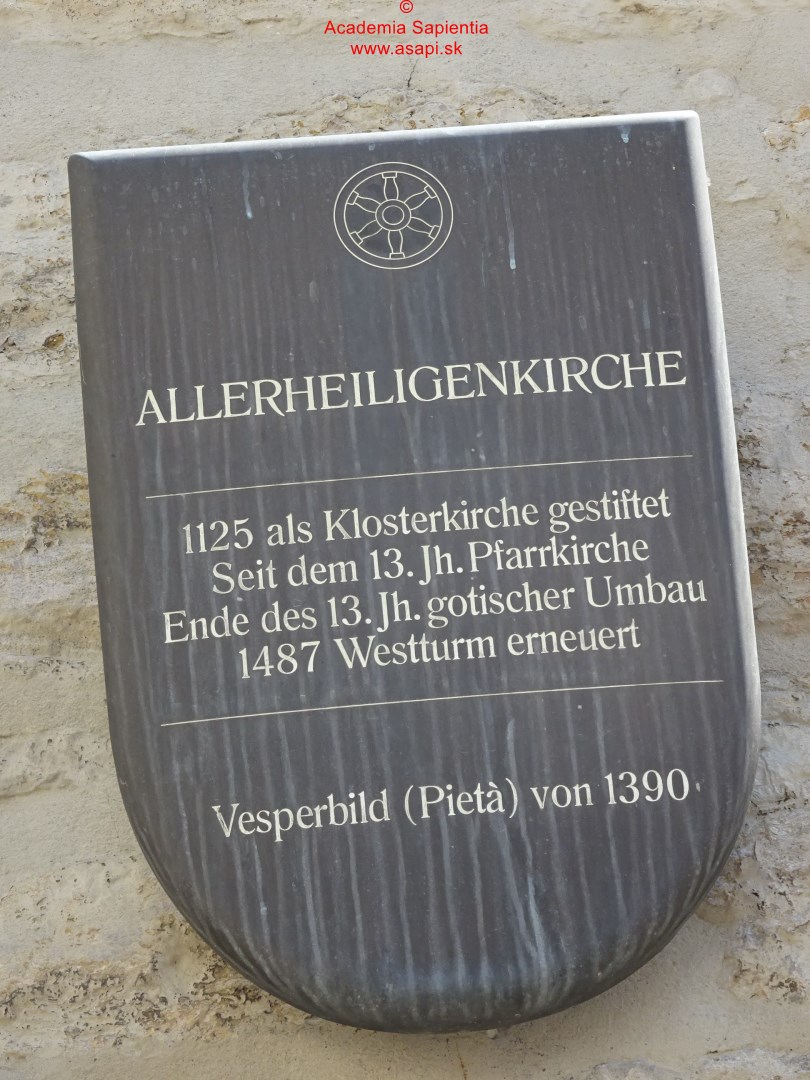 ©
Academia Sapientia
www.asapi.sk
ALLERHEILIGENKIRCHE
1125 als Klosterkirche gestiftet
Seit dem 13. Jh. Pfarrkirche
Ende des 13. Jh. gotischer Umbau
1487 Westturm erneuert
Vesperbild (Pietà) von 1390